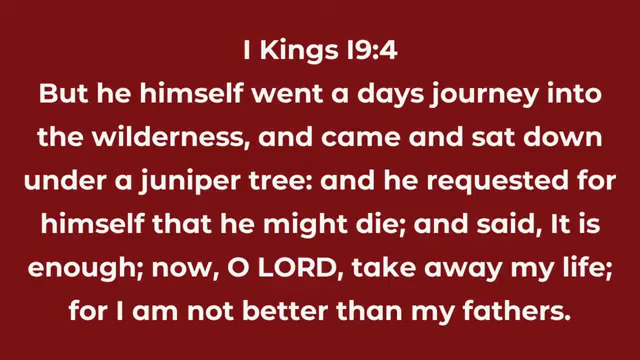 I Kings I9:4
But he himself went a days journey into
the wilderness, and came and sat down
under a juniper tree: and he requested for
himself that he might die; and said, It is
enough; now, O LORD, take away my life;
for I am not better than my fathers.